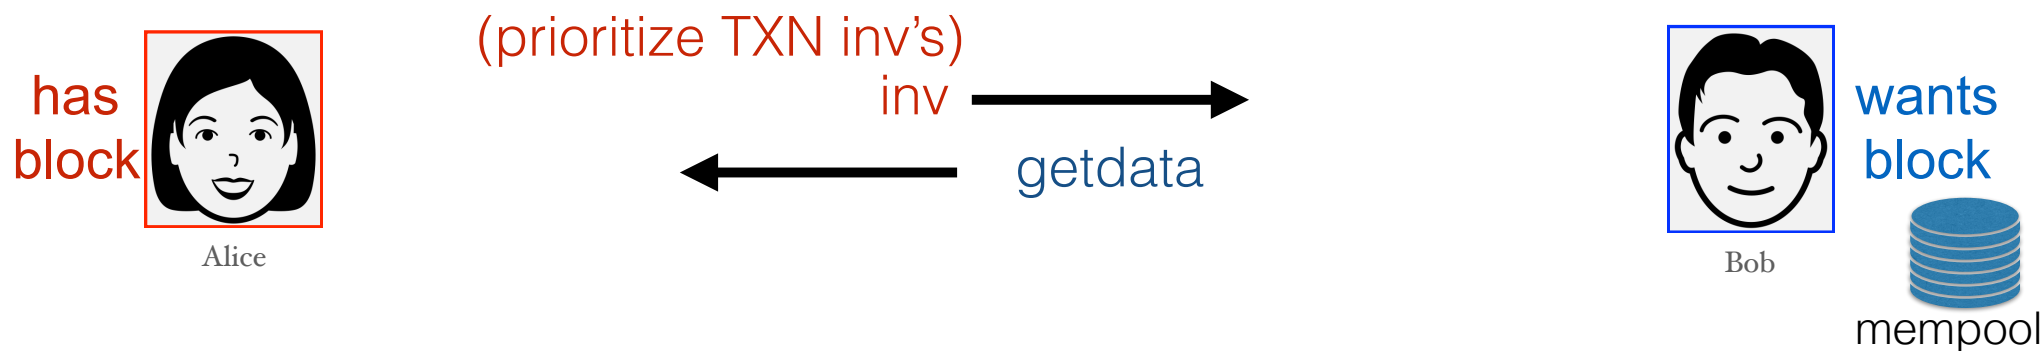 (prioritize TXN inv's)
has
block
inv
getdata
wants
block
Alice
Bob
mempool